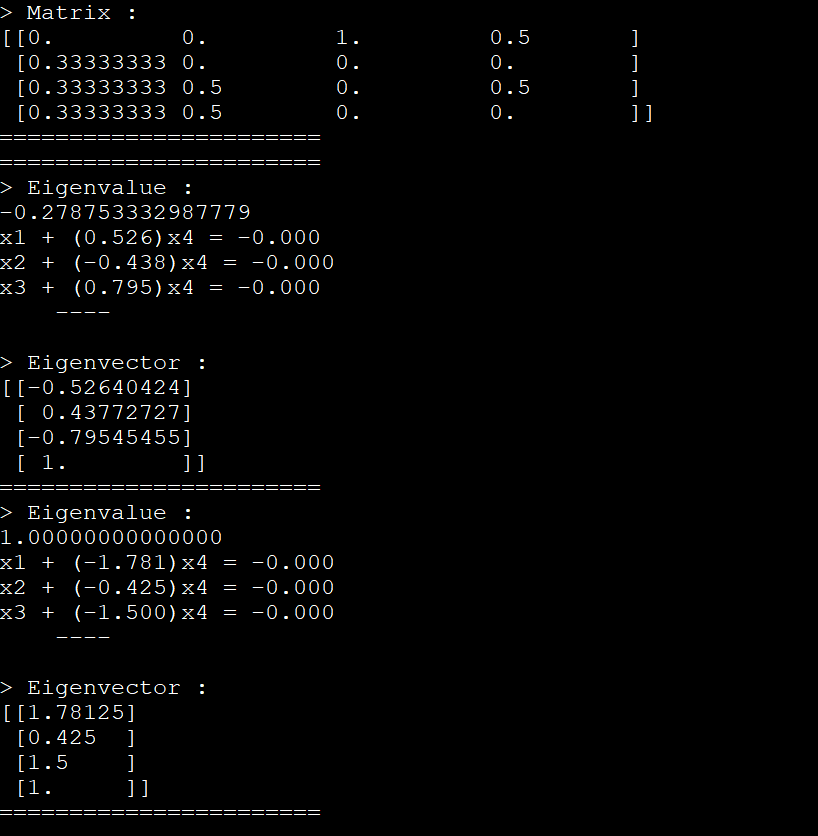 > Matrix :
[[0.         0.         1.         0.5       ]
 [0.33333333 0.         0.         0.        ]
 [0.33333333 0.5        0.         0.5       ]
 [0.33333333 0.5        0.         0.        ]]
=======================
=======================
> Eigenvalue :
-0.278753332987779
x1 + (0.526)x4 = -0.000
x2 + (-0.438)x4 = -0.000
x3 + (0.795)x4 = -0.000
    ----
> Eigenvector :
[[-0.52640424]
 [ 0.43772727]
 [-0.79545455]
 [ 1.        ]]
=======================
> Eigenvalue :
1.00000000000000
x1 + (-1.781)x4 = -0.000
x2 + (-0.425)x4 = -0.000
x3 + (-1.500)x4 = -0.000
    ----
> Eigenvector :
[[1.78125]
 [0.425  ]
 [1.5    ]
 [1.     ]]
=======================